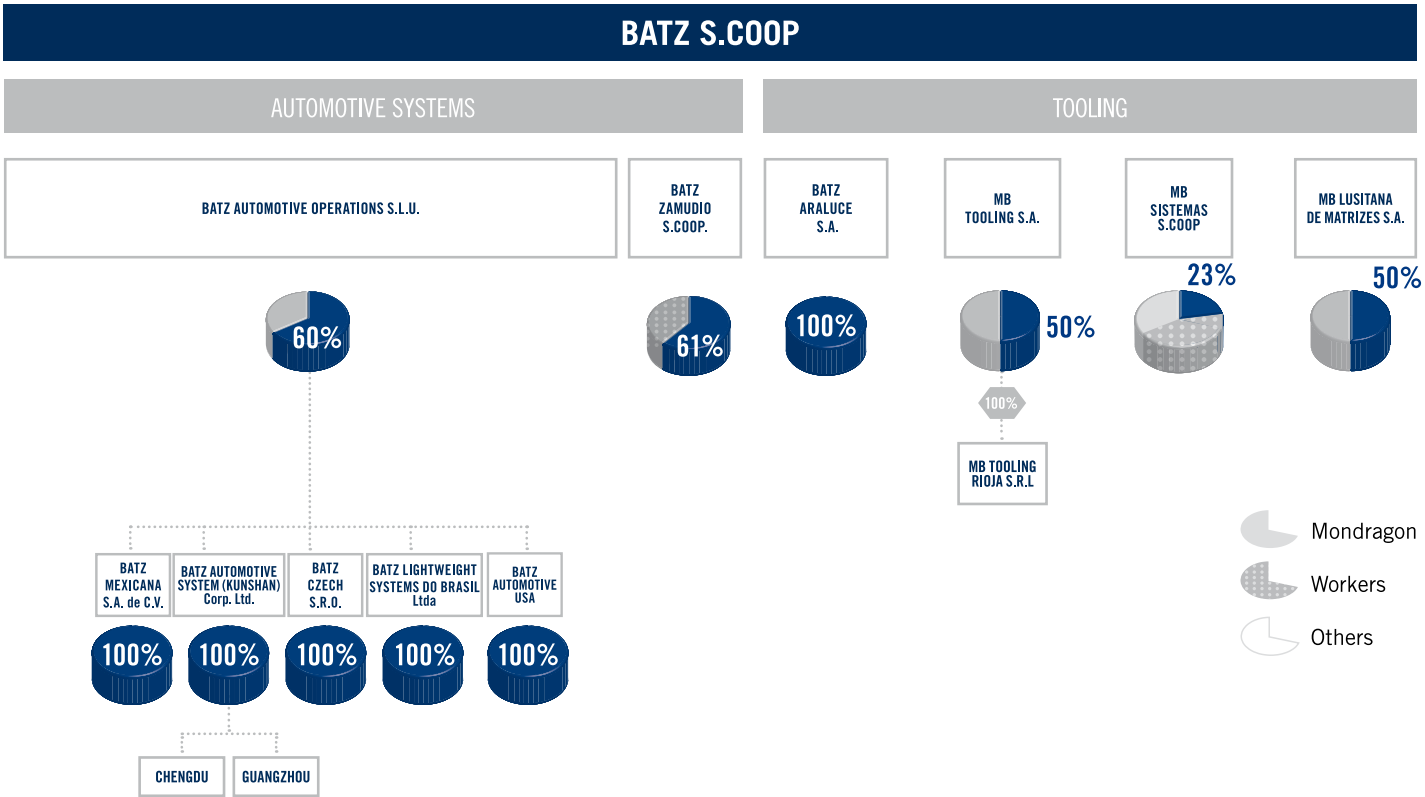 BATZ S.COOP
AUTOMOTIVE SYSTEMS
TOOLING
BATZ AUTOMOTIVE OPERATIONS S.L.U.
BATZ
ZAMUDIO
S.COOP.
BATZ
ARALUCE
S.A.
MB
TOOLING S.A.
MB
SISTEMAS
S.COOP
MB LUSITANA
DE MATRIZES S.A.
60%
61%
100%
50%
23%
50%
100%
MB TOOLING
RIOJA S.R.L
Mondragon
Workers
Others
BATZ
MEXICANA
S.A. de C.V.
BATZ AUTOMOTIVE
SYSTEM (KUNSHAN)
Corp. Ltd.
BATZ
CZECH
S.R.O.
BATZ LIGHTWEIGHT
SYSTEMS DO BRASIL
Ltda
BATZ
AUTOMOTIVE
USA
100%
100%
100%
100%
100%
CHENGDU
GUANGZHOU